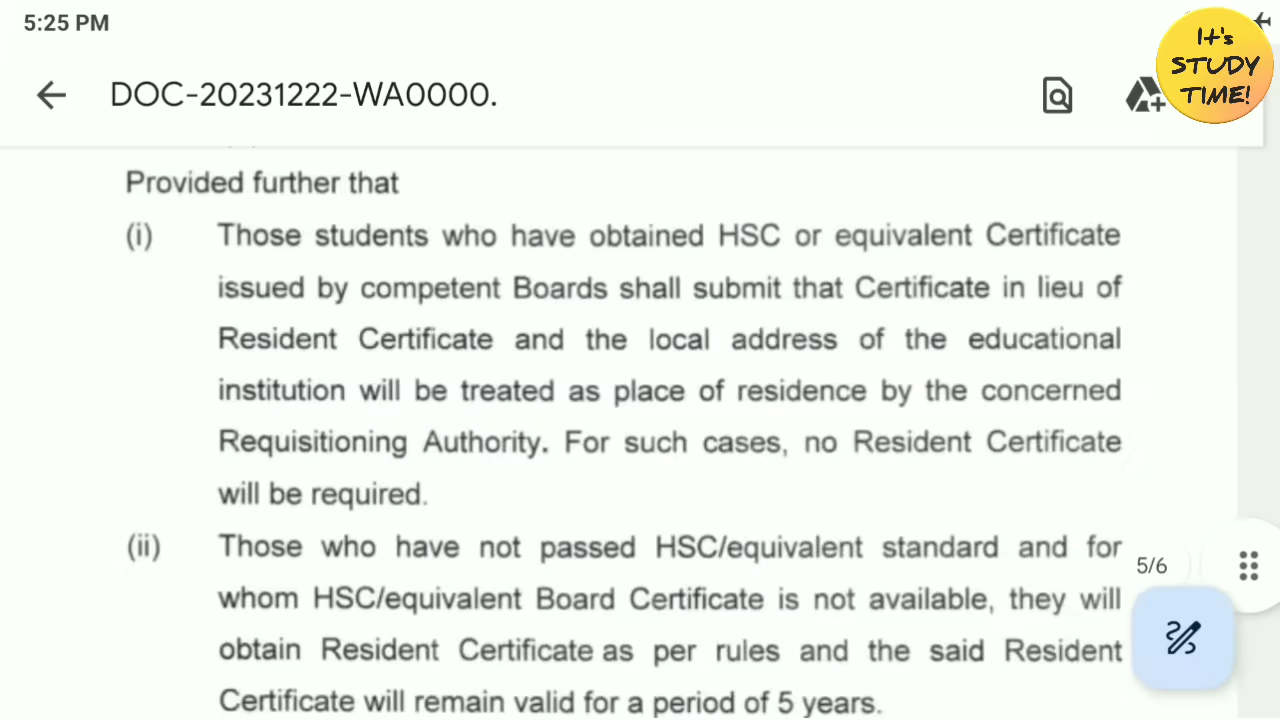 5:25 PM
It's
STUDY
TIME!
DOC-20231222-WA0000.
Provided further that
(i) Those students who have obtained HSC or equivalent Certificate
issued by competent Boards shall submit that Certificate in lieu of
Resident Certificate and the local address of the educational
institution will be treated as place of residence by the concerned
Requisitioning Authority. For such cases, no Resident Certificate
will be required.
(ii) Those who have not passed HSC/equivalent standard and for
5/6
whom HSC/equivalent Board Certificate is not available, they will
obtain Resident Certificate as per rules and the said Resident
Certificate will remain valid for a period of 5 years.